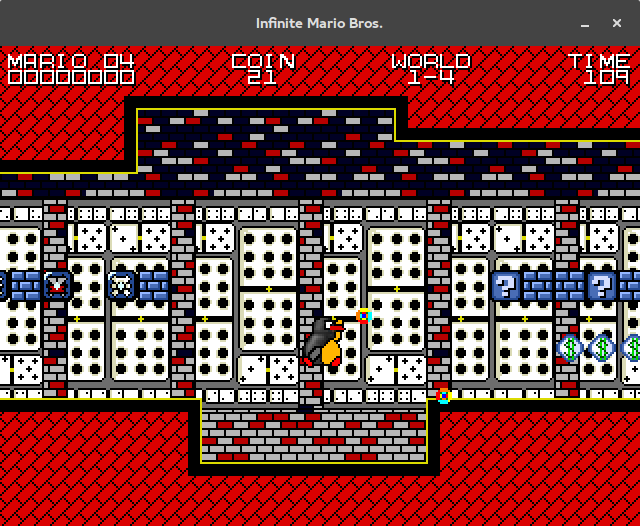 Infinite Mario Bros.
MARIO 04 COIN WORLD TIME
00000000 21 1-4 109
? ?
$ $ $